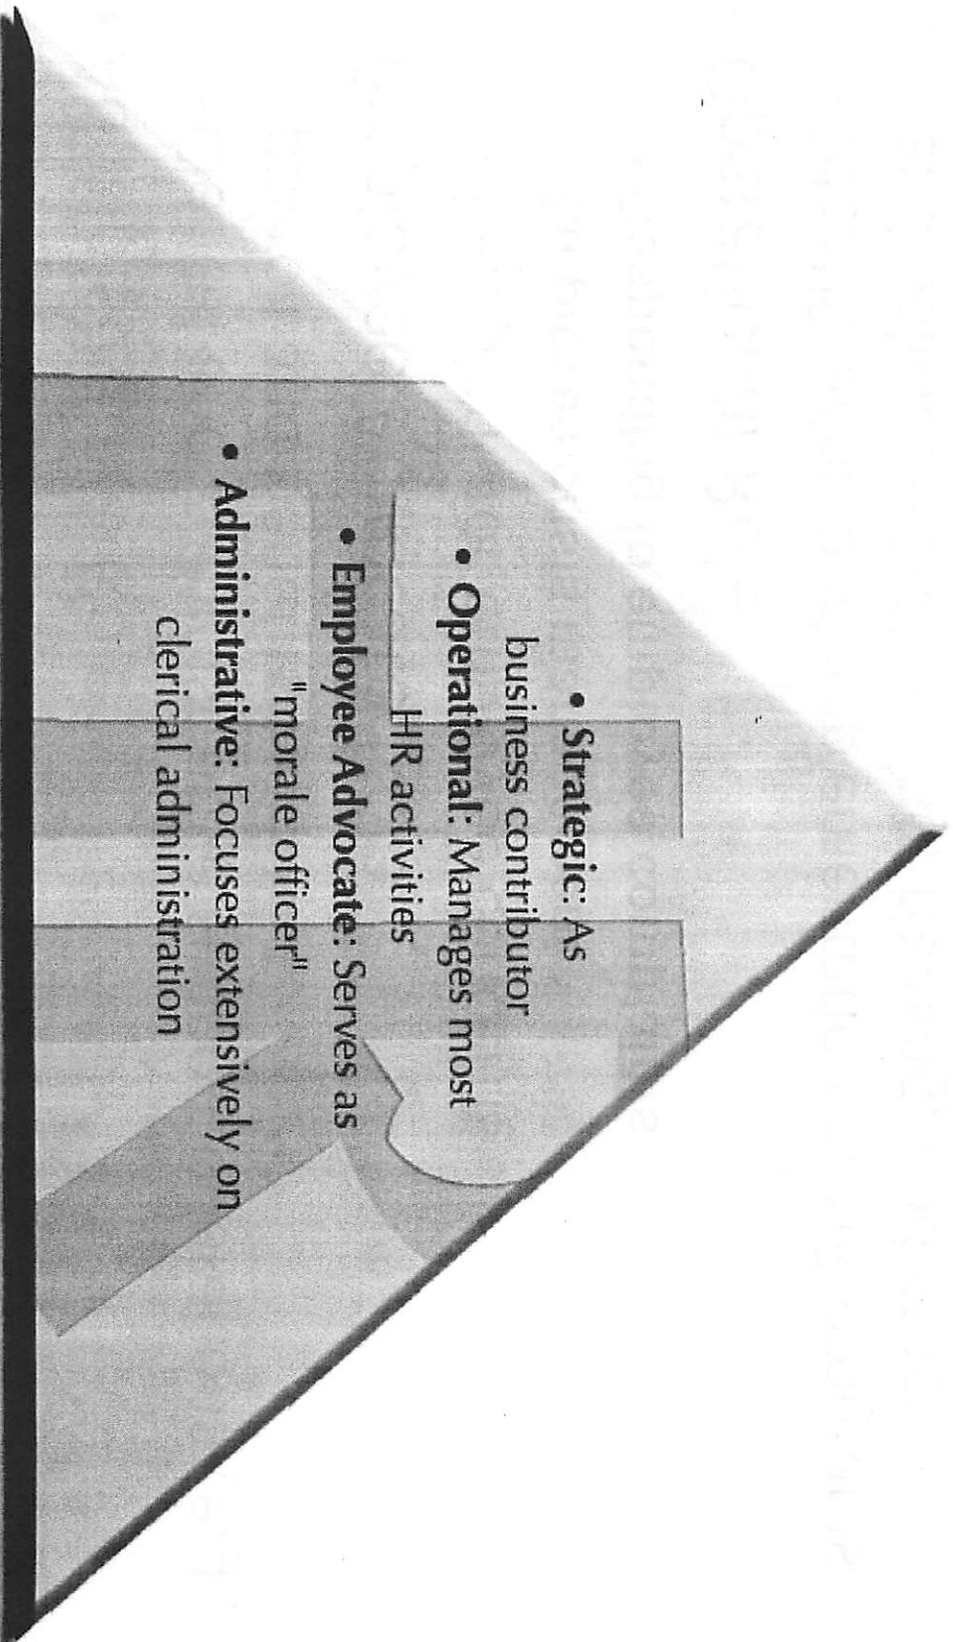 • Strategic: As
business contributor
• Operational: Manages most
HR activities
• Employee Advocate: Serves as
"morale officer"
• Administrative: Focuses extensively on
clerical administration